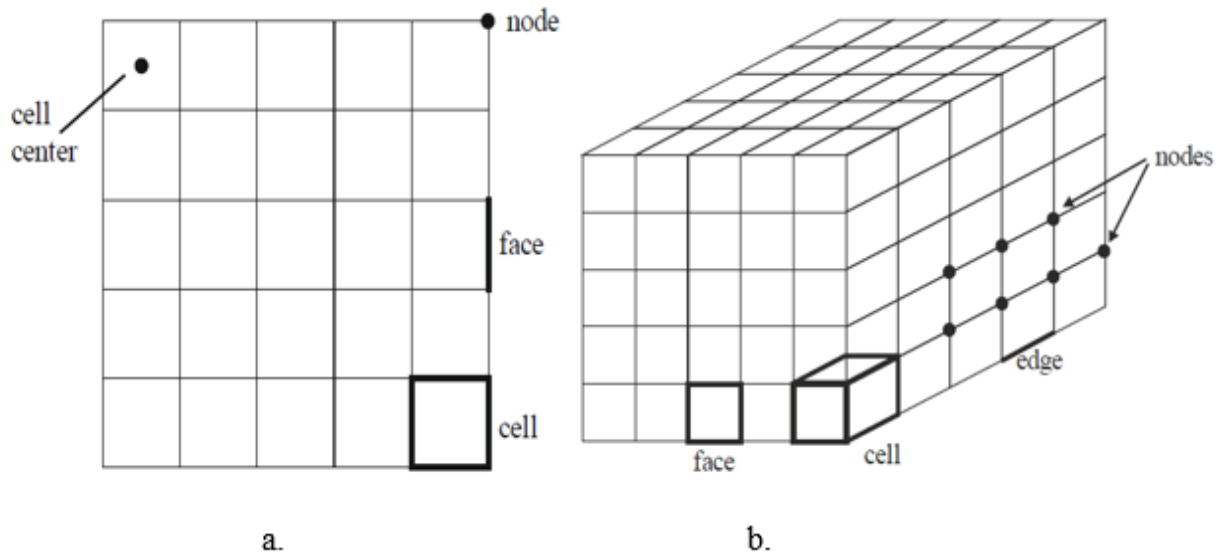 node
cell
center
face
cell
a.
nodes
edge
face
cell
b.